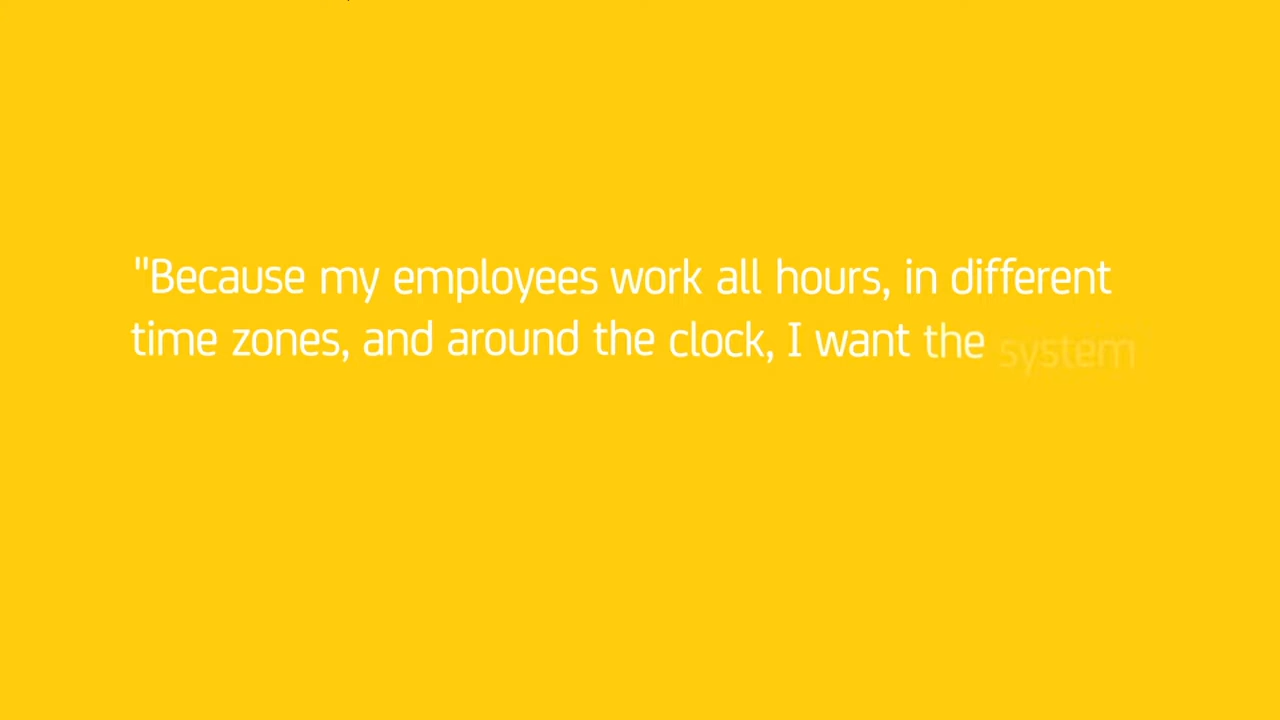 "Because my employees work all hours, in different
time zones, and around the clock, I want the system